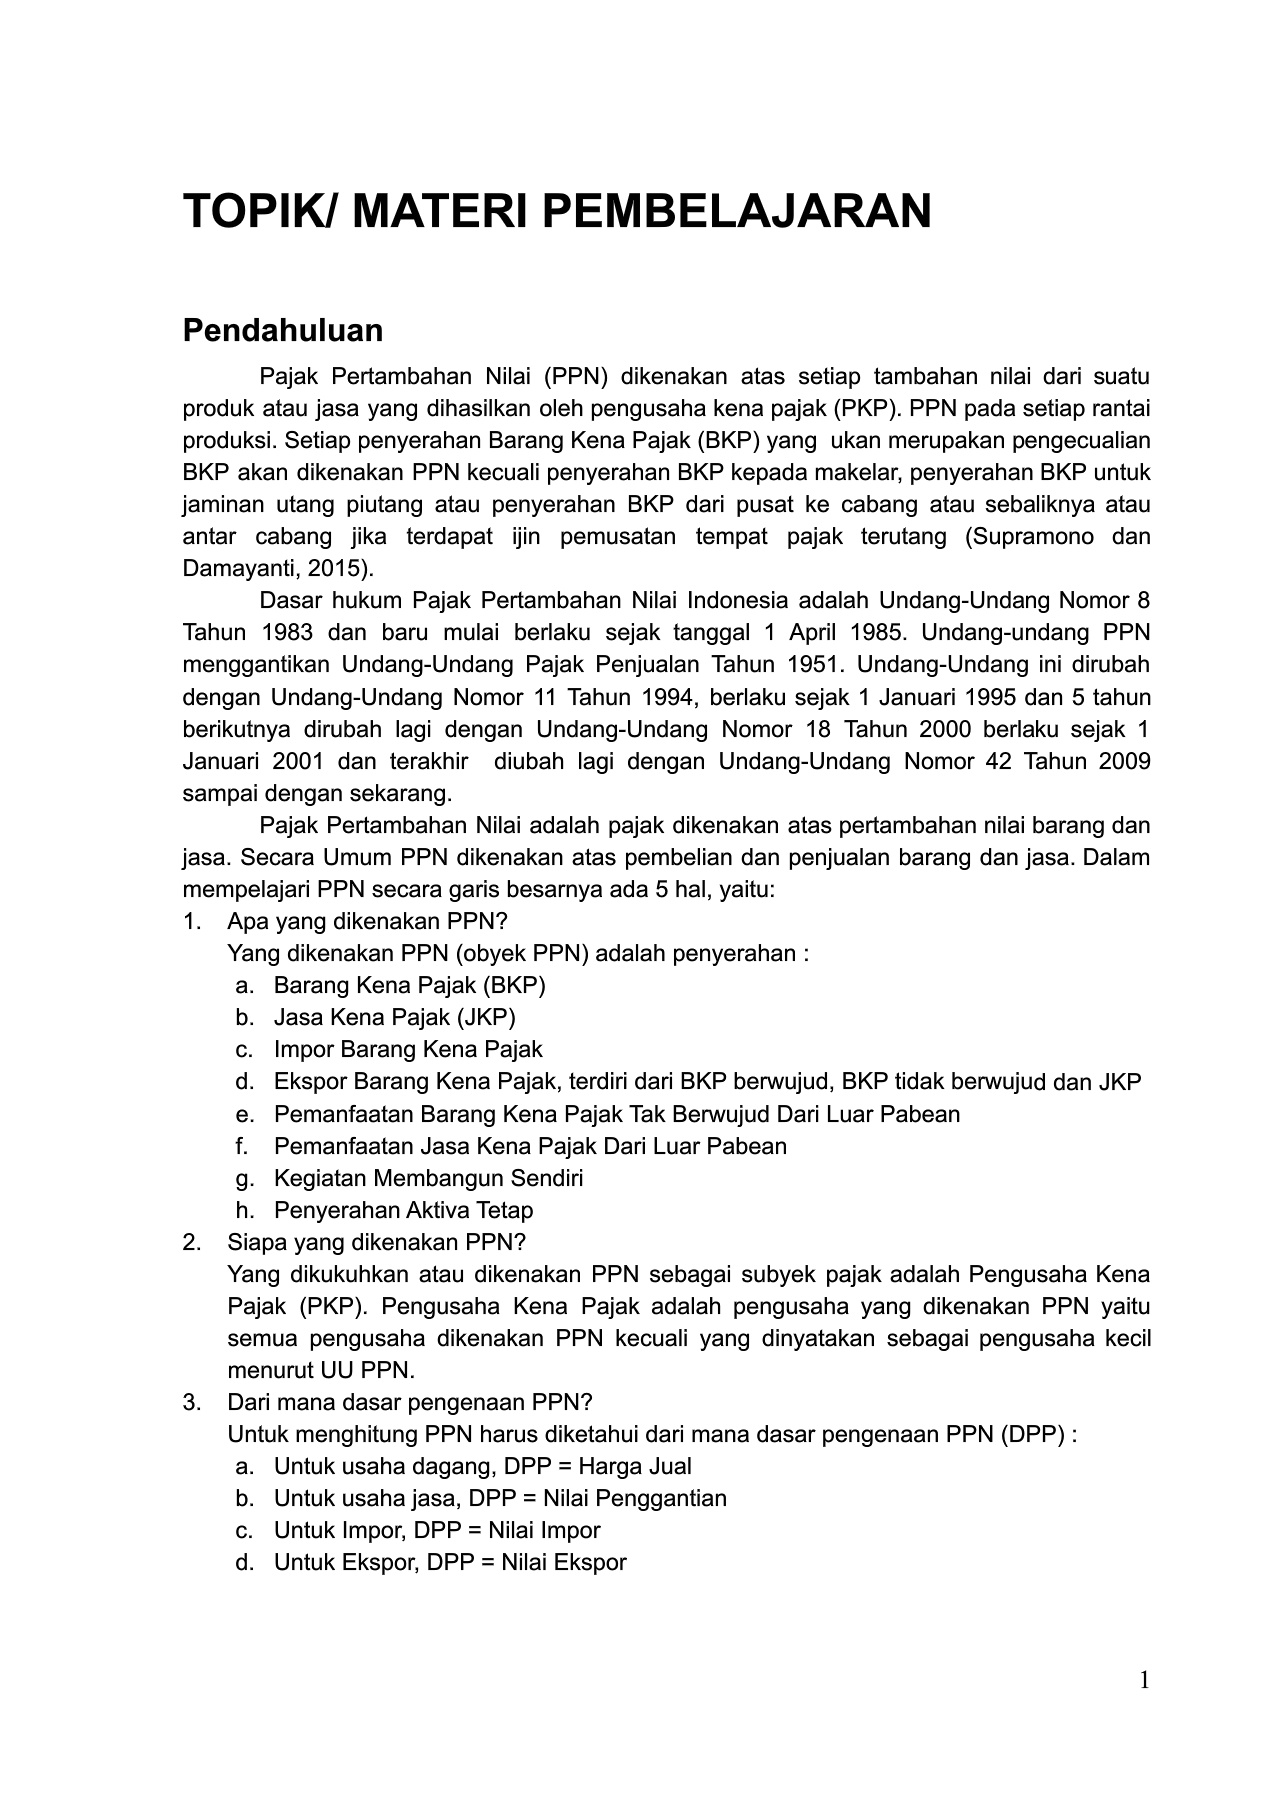 TOPIK/ MATERI PEMBELAJARAN
Pendahuluan
Pajak Pertambahan Nilai (PPN) dikenakan atas setiap tambahan nilai dari suatu
produk atau jasa yang dihasilkan oleh pengusaha kena pajak (PKP). PPN pada setiap rantai
produksi. Setiap penyerahan Barang Kena Pajak (BKP) yang  ukan merupakan pengecualian
BKP akan dikenakan PPN kecuali penyerahan BKP kepada makelar, penyerahan BKP untuk
jaminan utang piutang atau penyerahan BKP dari pusat ke cabang atau sebaliknya atau
antar cabang jika terdapat ijin pemusatan tempat pajak terutang (Supramono dan
Damayanti, 2015).
Dasar hukum Pajak Pertambahan Nilai Indonesia adalah Undang-Undang Nomor 8
Tahun 1983 dan baru mulai berlaku sejak tanggal 1 April 1985. Undang-undang PPN
menggantikan Undang-Undang Pajak Penjualan Tahun 1951. Undang-Undang ini dirubah
dengan Undang-Undang Nomor 11 Tahun 1994, berlaku sejak 1 Januari 1995 dan 5 tahun
berikutnya dirubah lagi dengan Undang-Undang Nomor 18 Tahun 2000 berlaku sejak 1
Januari 2001 dan terakhir  diubah lagi dengan Undang-Undang Nomor 42 Tahun 2009
sampai dengan sekarang.
Pajak Pertambahan Nilai adalah pajak dikenakan atas pertambahan nilai barang dan
jasa. Secara Umum PPN dikenakan atas pembelian dan penjualan barang dan jasa. Dalam
mempelajari PPN secara garis besarnya ada 5 hal, yaitu:
1. Apa yang dikenakan PPN?
Yang dikenakan PPN (obyek PPN) adalah penyerahan :
a. Barang Kena Pajak (BKP)
b. Jasa Kena Pajak (JKP)
c. Impor Barang Kena Pajak
d. Ekspor Barang Kena Pajak, terdiri dari BKP berwujud, BKP tidak berwujud dan JKP
e. Pemanfaatan Barang Kena Pajak Tak Berwujud Dari Luar Pabean
f. Pemanfaatan Jasa Kena Pajak Dari Luar Pabean
g. Kegiatan Membangun Sendiri
h. Penyerahan Aktiva Tetap
2. Siapa yang dikenakan PPN?
Yang dikukuhkan atau dikenakan PPN sebagai subyek pajak adalah Pengusaha Kena
Pajak (PKP). Pengusaha Kena Pajak adalah pengusaha yang dikenakan PPN yaitu
semua pengusaha dikenakan PPN kecuali yang dinyatakan sebagai pengusaha kecil
menurut UU PPN.
3. Dari mana dasar pengenaan PPN?
Untuk menghitung PPN harus diketahui dari mana dasar pengenaan PPN (DPP) :
a. Untuk usaha dagang, DPP = Harga Jual
b. Untuk usaha jasa, DPP = Nilai Penggantian
c. Untuk Impor, DPP = Nilai Impor
d. Untuk Ekspor, DPP = Nilai Ekspor
1